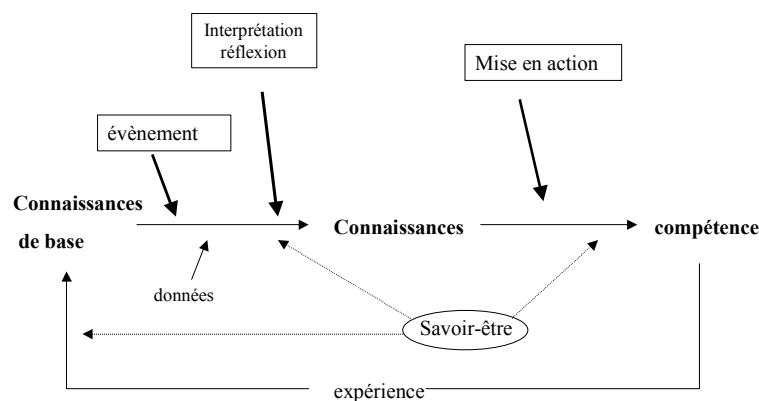 Interprétation
réflexion
Mise en action
évènement
Connaissances
de base
Connaissances
compétence
données
Savoir-être
expérience